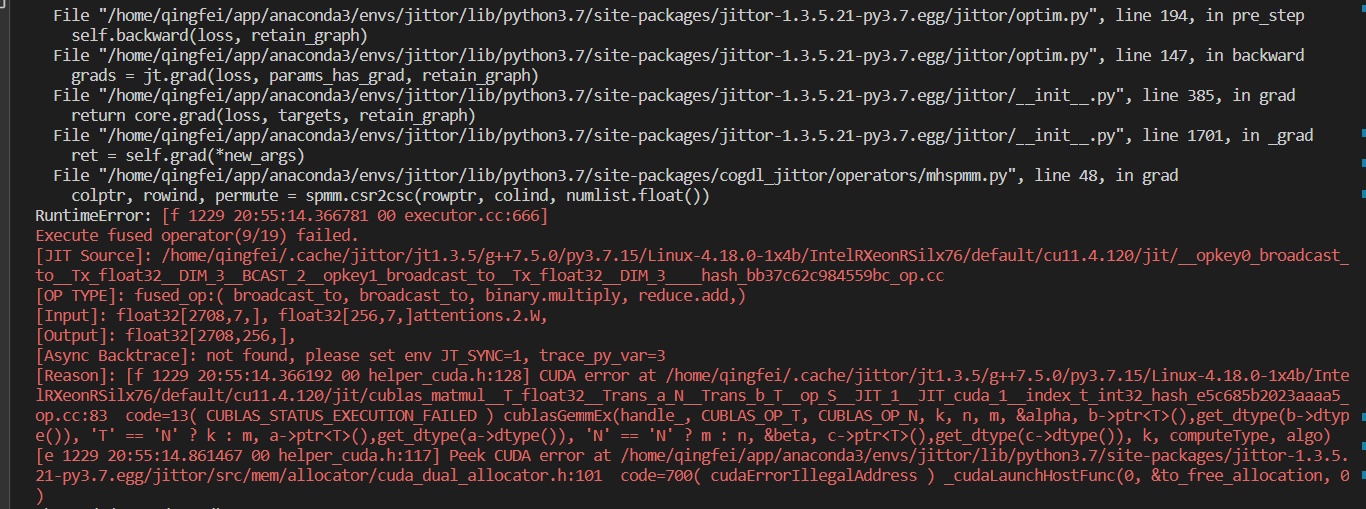 File "/home/qingfei/app/anaconda3/envs/jittor/lib/python3.7/site-packages/jittor-1.3.5.21-py3.7.egg/jittor/optim.py", line 194, in pre_step
self.backward(loss, retain_graph)
File "/home/qingfei/app/anaconda3/envs/jittor/lib/python3.7/site-packages/jittor-1.3.5.21-py3.7.egg/jittor/optim.py", line 147, in backward
grads = jt.grad(loss, params_has_grad, retain_graph)
File "/home/qingfei/app/anaconda3/envs/jittor/lib/python3.7/site-packages/jittor-1.3.5.21-py3.7.egg/jittor/__init__.py", line 385, in grad
return core.grad(loss, targets, retain_graph)
File "/home/qingfei/app/anaconda3/envs/jittor/lib/python3.7/site-packages/jittor-1.3.5.21-py3.7.egg/jittor/__init__.py", line 1701, in _grad
ret = self.grad(*new_args)
File "/home/qingfei/app/anaconda3/envs/jittor/lib/python3.7/site-packages/cogdl_jittor/operators/mhspmm.py", line 48, in grad
colptr, rowind, permute = spmm.csr2csc(rowptr, colind, numlist.float())
RuntimeError: [f 1229 20:55:14.366781 00 executor.cc:666]
Execute fused operator(9/19) failed.
[JIT Source]: /home/qingfei/.cache/jittor/jt1.3.5/g++7.5.0/py3.7.15/Linux-4.18.0-1x4b/IntelRXeonRSilx76/default/cu11.4.120/jit/__opkey0_broadcast_
to__Tx_float32__DIM_3__BCAST_2__opkey1_broadcast_to__Tx_float32__DIM_3____hash_bb37c62c984559bc_op.cc
[OP TYPE]: fused_op:( broadcast_to, broadcast_to, binary.multiply, reduce.add,)
[Input]: float32[2708,7,], float32[256,7,]attentions.2.W,
[Output]: float32[2708,256,],
[Async Backtrace]: not found, please set env JT_SYNC=1, trace_py_var=3
[Reason]: [f 1229 20:55:14.366192 00 helper_cuda.h:128] CUDA error at /home/qingfei/.cache/jittor/jt1.3.5/g++7.5.0/py3.7.15/Linux-4.18.0-1x4b/Inte
lRXeonRSilx76/default/cu11.4.120/jit/cublas_matmul__T_float32__Trans_a_N__Trans_b_T__op_S__JIT_1__JIT_cuda_1__index_t_int32_hash_e5c685b2023aaaa5_
op.cc:83  code=13( CUBLAS_STATUS_EXECUTION_FAILED ) cublasGemmEx(handle_, CUBLAS_OP_T, CUBLAS_OP_N, k, n, m, &alpha, b->ptr<T>(),get_dtype(b->dtyp
e()), 'T' == 'N' ? k : m, a->ptr<T>(),get_dtype(a->dtype()), 'N' == 'N' ? m : n, &beta, c->ptr<T>(),get_dtype(c->dtype()), k, computeType, algo)
[e 1229 20:55:14.861467 00 helper_cuda.h:117] Peek CUDA error at /home/qingfei/app/anaconda3/envs/jittor/lib/python3.7/site-packages/jittor-1.3.5.
21-py3.7.egg/jittor/src/mem/allocator/cuda_dual_allocator.h:101  code=700( cudaErrorIllegalAddress ) _cudaLaunchHostFunc(0, &to_free_allocation, 0
)